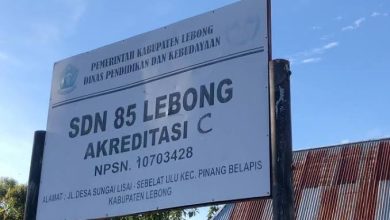 PEMERINTAH KABUPATEN LEBONG
DINAS PENDIDIKAN DAN KEBUDAYAAN
SDN 85 LEBONG
AKREDITASI C
NPSN. 10703428
ALAMAT : JL.DESA SUNGAI LISAI - SEBELAT ULU KEC. PINANG BELAPIS
KABUPATEN LEBONG